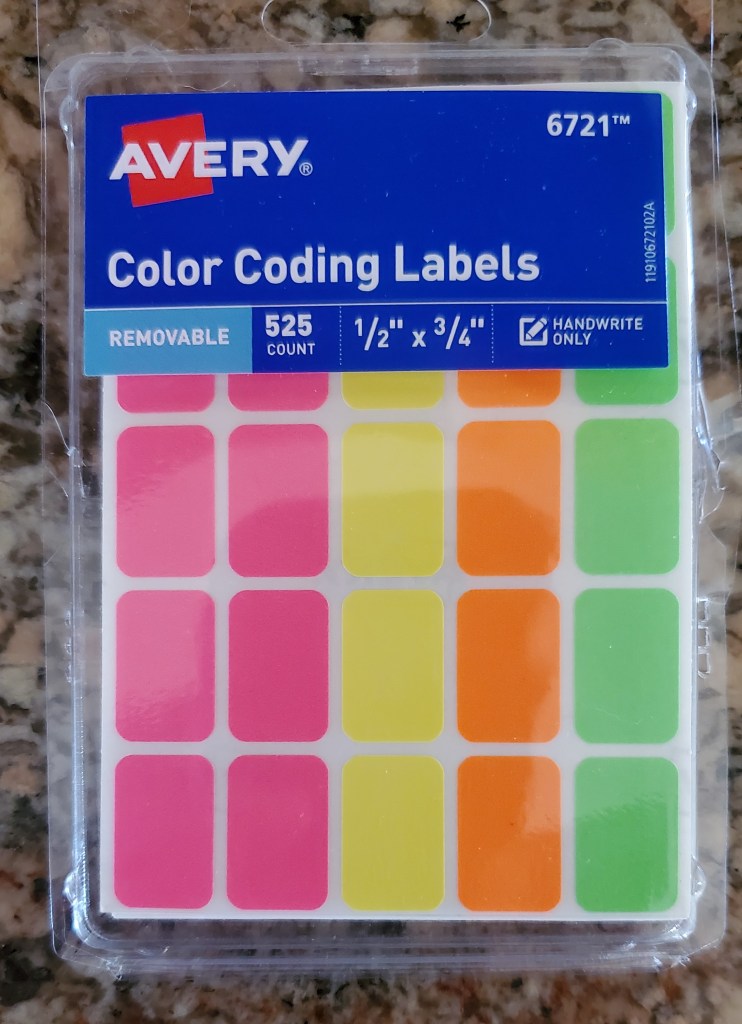 AVERY®
6721™
11910672102A
Color Coding Labels
REMOVABLE
525
COUNT
1/2" x 3/4"
HANDWRITE
ONLY